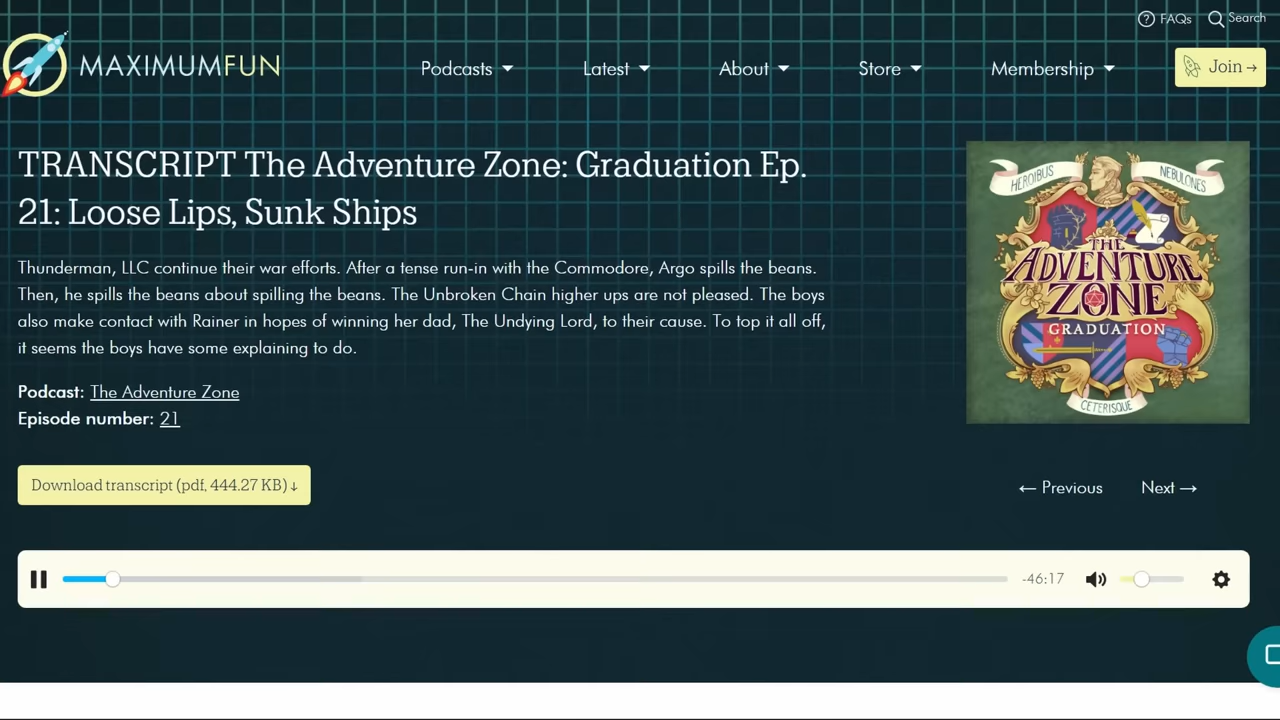 FAQs Search
MAXIMUMFUN
Podcasts Latest About Store Membership Join →
TRANSCRIPT The Adventure Zone: Graduation Ep.
21: Loose Lips, Sunk Ships
Thunderman, LLC continue their war efforts. After a tense run-in with the Commodore, Argo spills the beans.
Then, he spills the beans about spilling the beans. The Unbroken Chain higher ups are not pleased. The boys
also make contact with Rainer in hopes of winning her dad, The Undying Lord, to their cause. To top it all off,
it seems the boys have some explaining to do.
Podcast: The Adventure Zone
Episode number: 21
HEROIBUS
NEBULONES
THE
ADVENTURE
ZONE
GRADUATION
CETERISQUE
Download transcript (pdf, 444.27 KB) ↓
← Previous Next →
-46:17